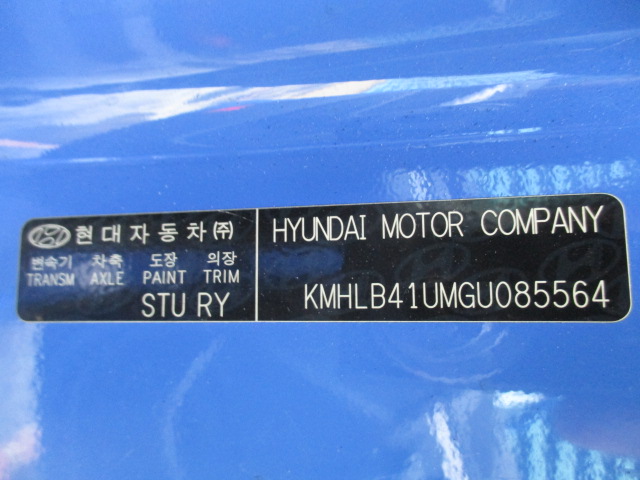 현대자동차㈜
변속기 차축 도장 의장
TRANSM AXLE PAINT TRIM
STU RY
HYUNDAI MOTOR COMPANY
KMHLB41UMGU085564